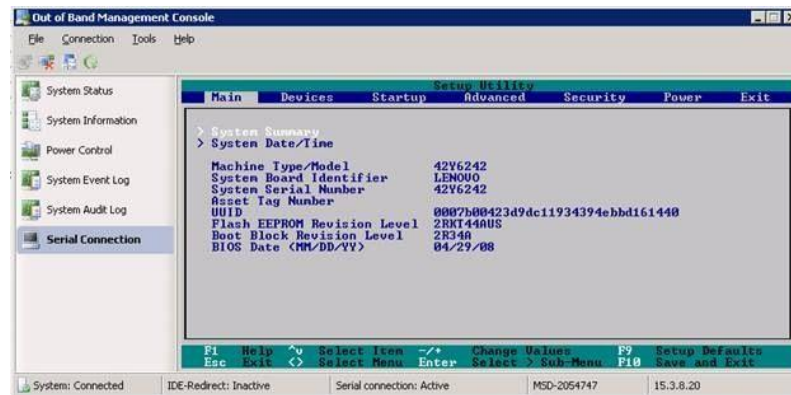 Out of Band Management Console
File Connection Tools Help
System Status
System Information
Power Control
System Event Log
System Audit Log
Serial Connection
Setup Utility
Main Devices Startup Advanced Security Power Exit
> System Summary
> System Date/Time
Machine Type/Model 42Y6242
System Board Identifier LENOVO
System Serial Number 42Y6242
Asset Tag Number
UUID 0007b00423d9dc11934394ebbd161440
Flash EEPROM Revision Level 2RKT44AUS
Boot Block Revision Level 2R34A
BIOS Date (MM/DD/YY) 04/29/08
F1 Help ^v Select Item -/+ Change Values F9 Setup Defaults
Esc Exit <> Select Menu Enter Select > Sub-Menu F10 Save and Exit
System: Connected IDE-Redirect: Inactive Serial connection: Active MSD-2054747 15.3.8.20